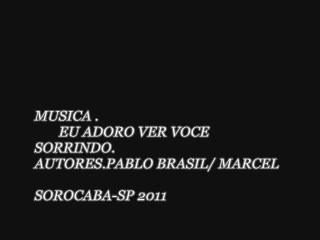 MUSICA .
EU ADORO VER VOCE
SORRINDO.
AUTORES.PABLO BRASIL/ MARCEL
SOROCABA-SP 2011